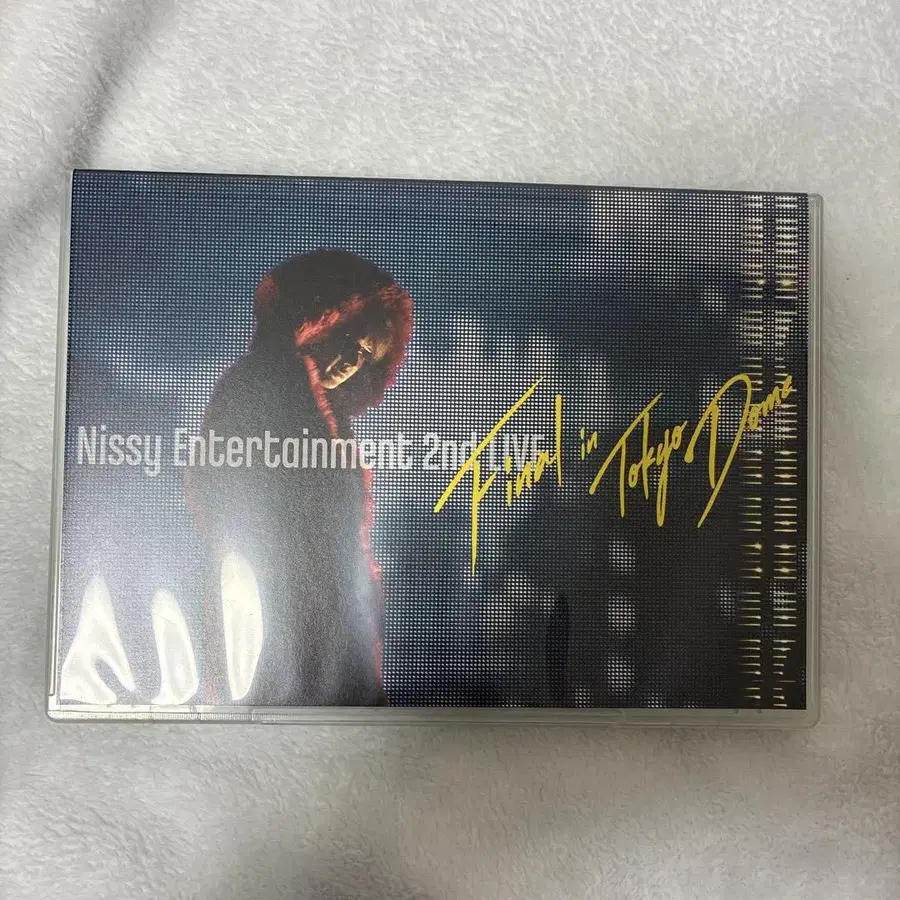 Nissy Entertainment 2nd LIVE
Final in Tokyo Dome